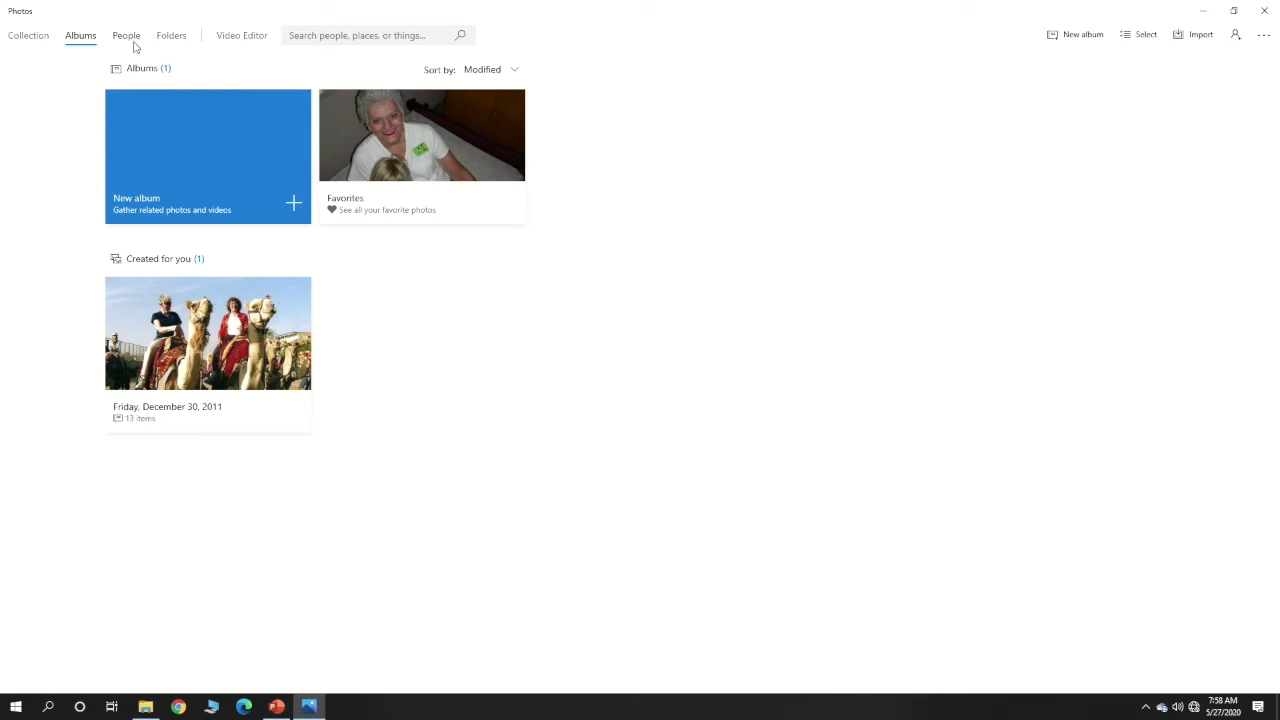 Photos
Collection Albums People Folders Video Editor Search people, places, or things... New album Select Import
Albums (1) Sort by: Modified
New album
Gather related photos and videos
Favorites
See all your favorite photos
Created for you (1)
Friday, December 30, 2011
13 items
7:58 AM
5/27/2020